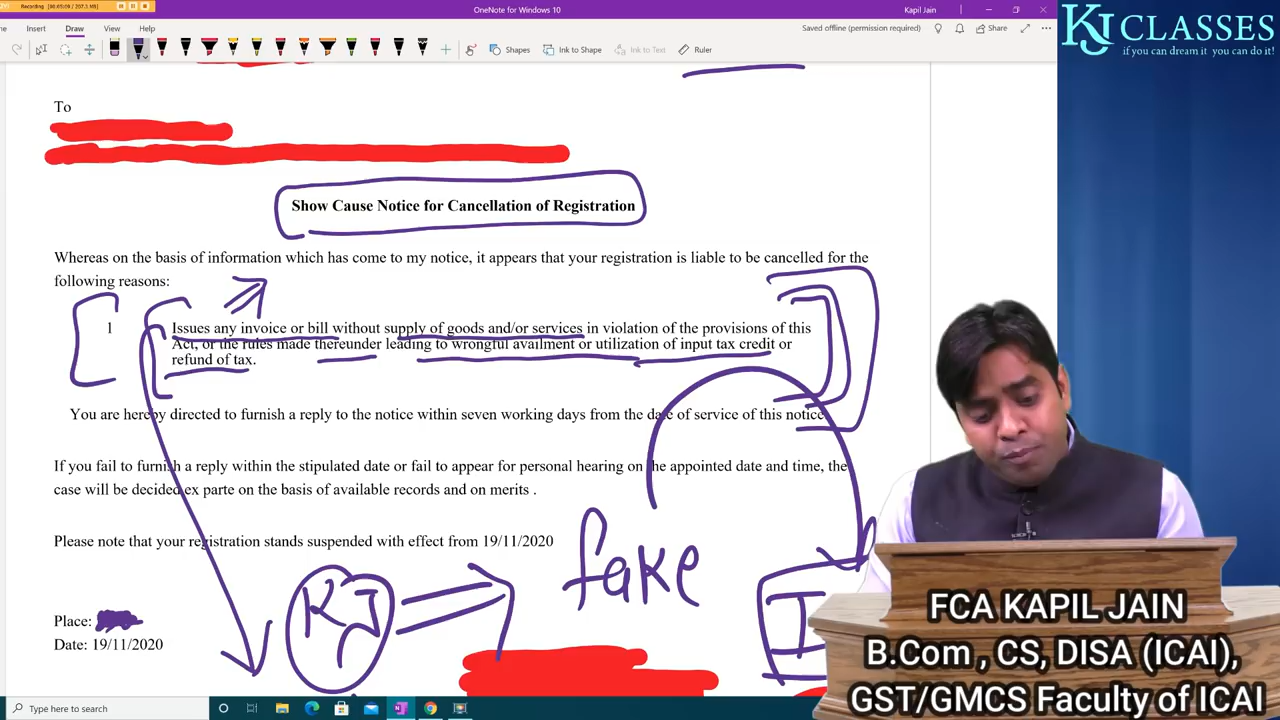 Recording [00:05:09 / 207.3 MB]
OneNote for Windows 10
Kapil Jain
Insert Draw View Help
Saved offline (permission required)
Share
Shapes Ink to Shape Ink to Text Ruler
KJ CLASSES
if you can dream it you can do it!
To
Show Cause Notice for Cancellation of Registration
Whereas on the basis of information which has come to my notice, it appears that your registration is liable to be cancelled for the
following reasons:
1 Issues any invoice or bill without supply of goods and/or services in violation of the provisions of this
Act, or the rules made thereunder leading to wrongful availment or utilization of input tax credit or
refund of tax.
You are hereby directed to furnish a reply to the notice within seven working days from the date of service of this notice.
If you fail to furnish a reply within the stipulated date or fail to appear for personal hearing on the appointed date and time, the
case will be decided ex parte on the basis of available records and on merits .
Please note that your registration stands suspended with effect from 19/11/2020
fake
KJ
I
Place:
Date: 19/11/2020
FCA KAPIL JAIN
B.Com , CS, DISA (ICAI),
GST/GMCS Faculty of ICAI
Type here to search